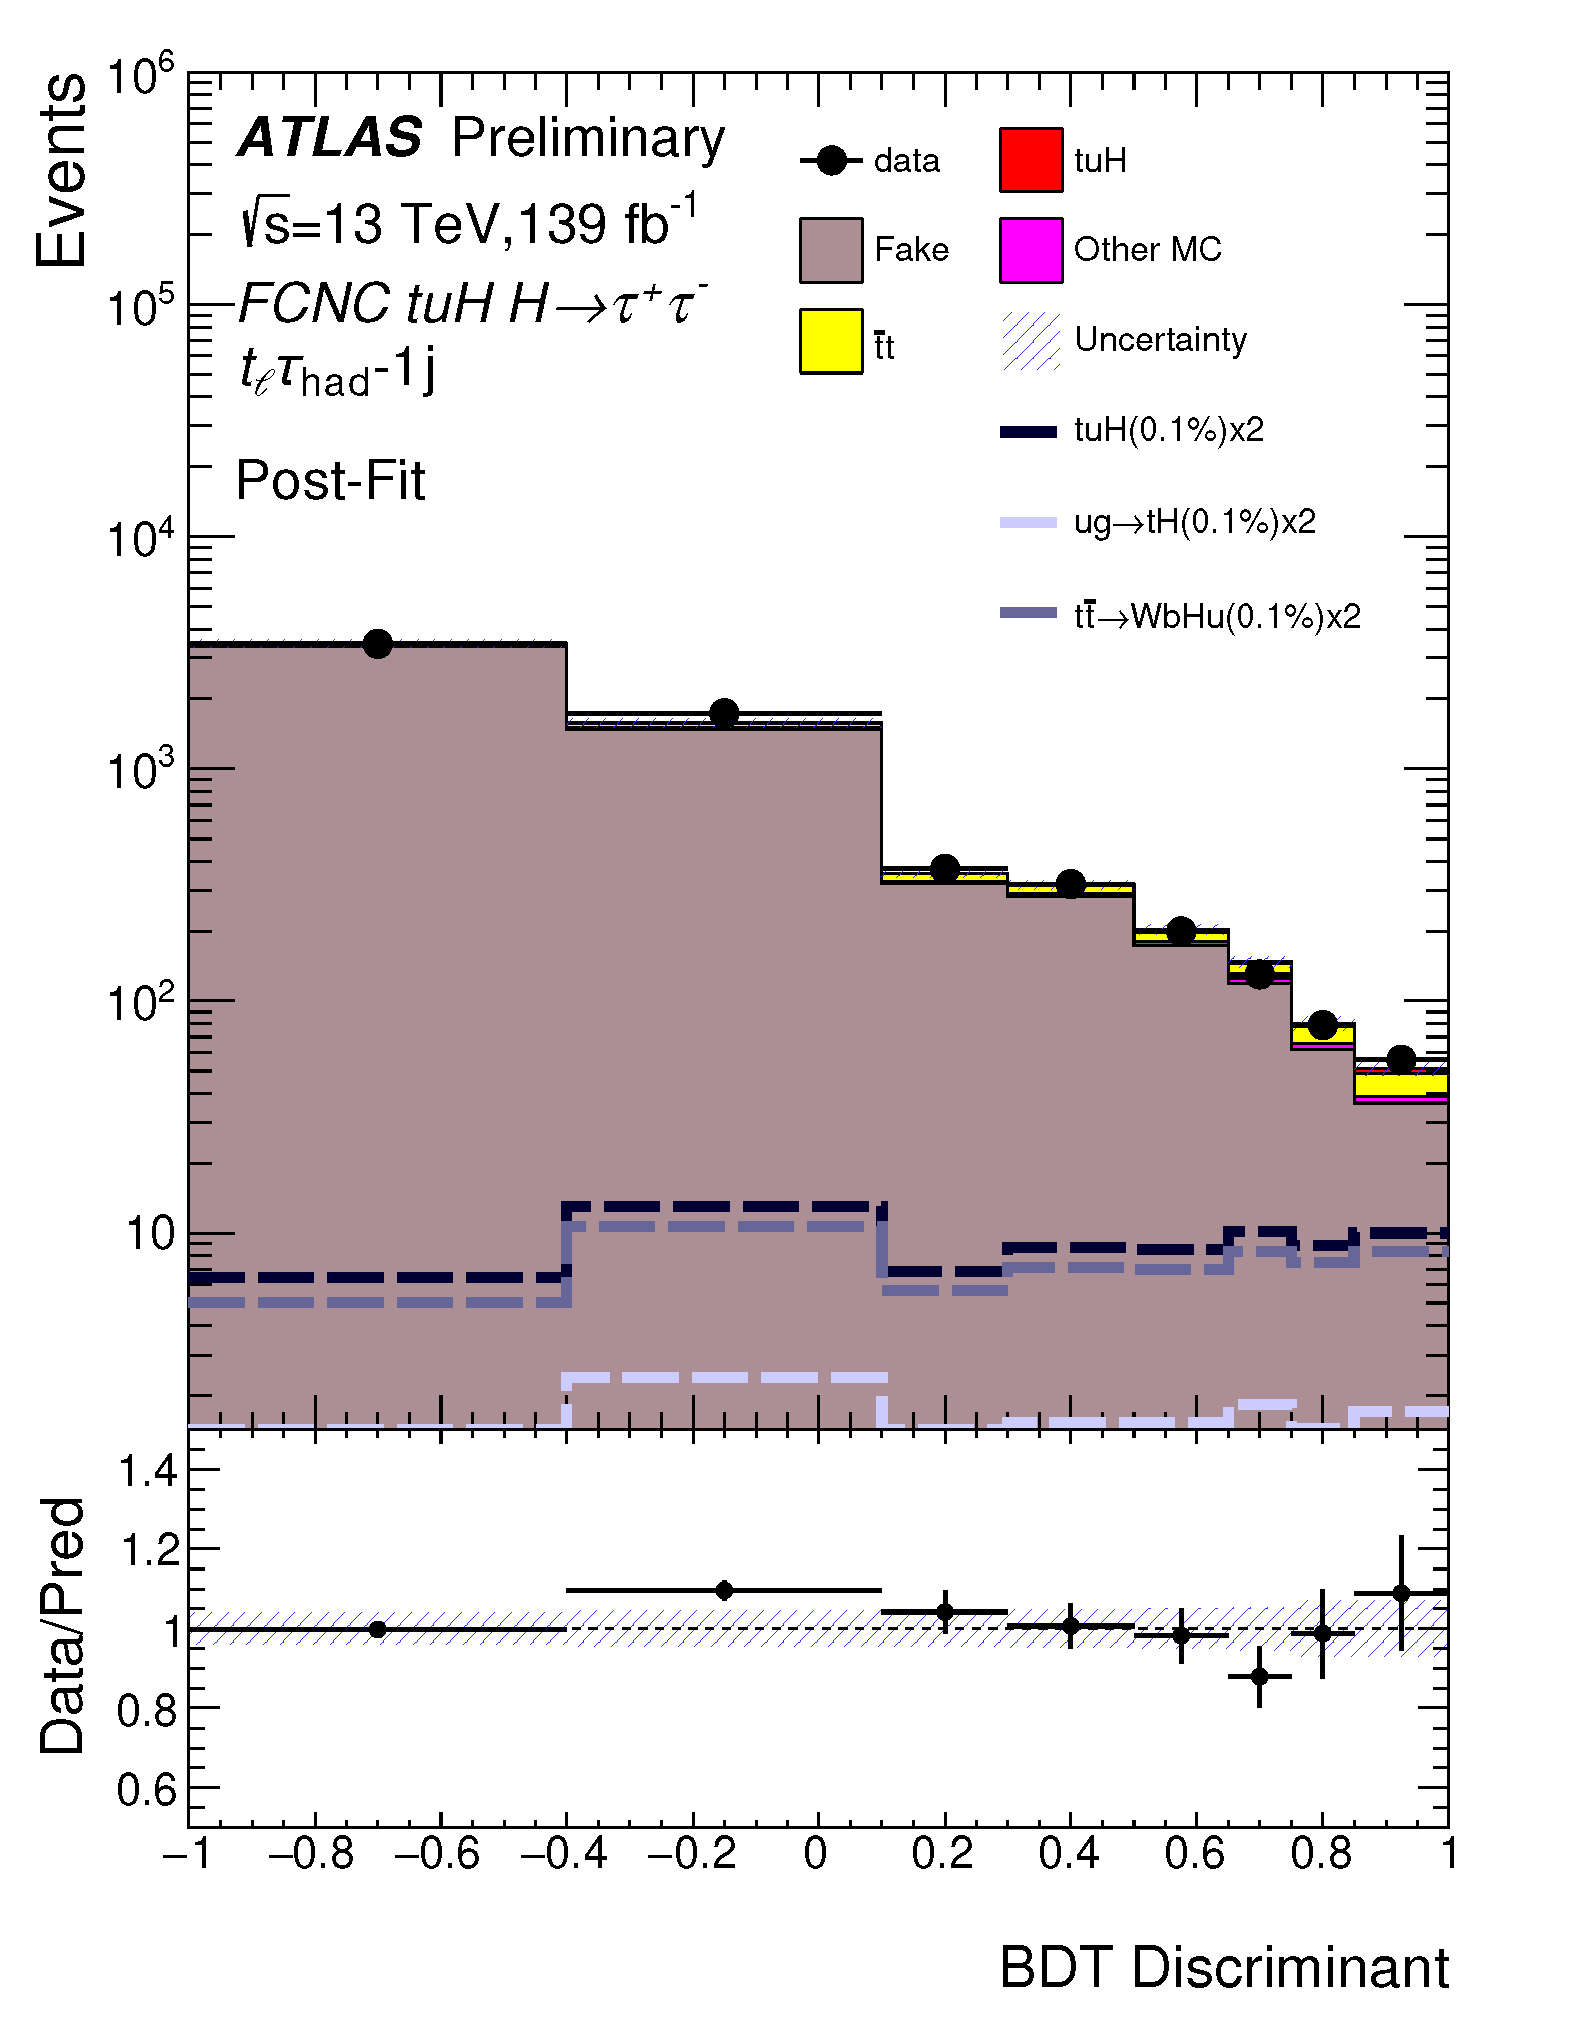 Events
10⁶
10⁵
10⁴
10³
10²
10
ATLAS Preliminary
√s=13 TeV,139 fb⁻¹
FCNC tuH H→τ⁺τ⁻
tℓτhad-1j
Post-Fit
data
tuH
Fake
Other MC
t̄t
Uncertainty
tuH(0.1%)x2
ug→tH(0.1%)x2
tt̄→WbHu(0.1%)x2
Data/Pred
1.4
1.2
1
0.8
0.6
−1 −0.8 −0.6 −0.4 −0.2 0 0.2 0.4 0.6 0.8 1
BDT Discriminant